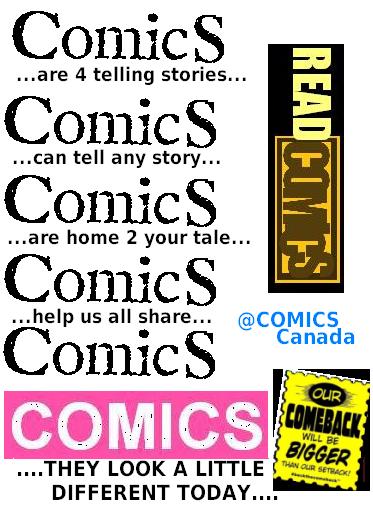 ComicS
...are 4 telling stories...
ComicS
...can tell any story...
ComicS
...are home 2 your tale...
ComicS
...help us all share...
ComicS
READ
COMICS
@COMICS
Canada
COMICS
....THEY LOOK A LITTLE
DIFFERENT TODAY....
OUR
COMEBACK
WILL BE
BIGGER
THAN OUR SETBACK!
#backthecomeback